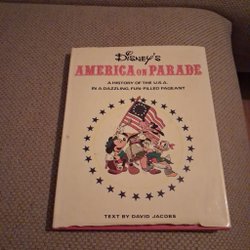 Disney's
AMERICA ON PARADE
A HISTORY OF THE U.S.A.
IN A DAZZLING, FUN-FILLED PAGEANT
TEXT BY DAVID JACOBS